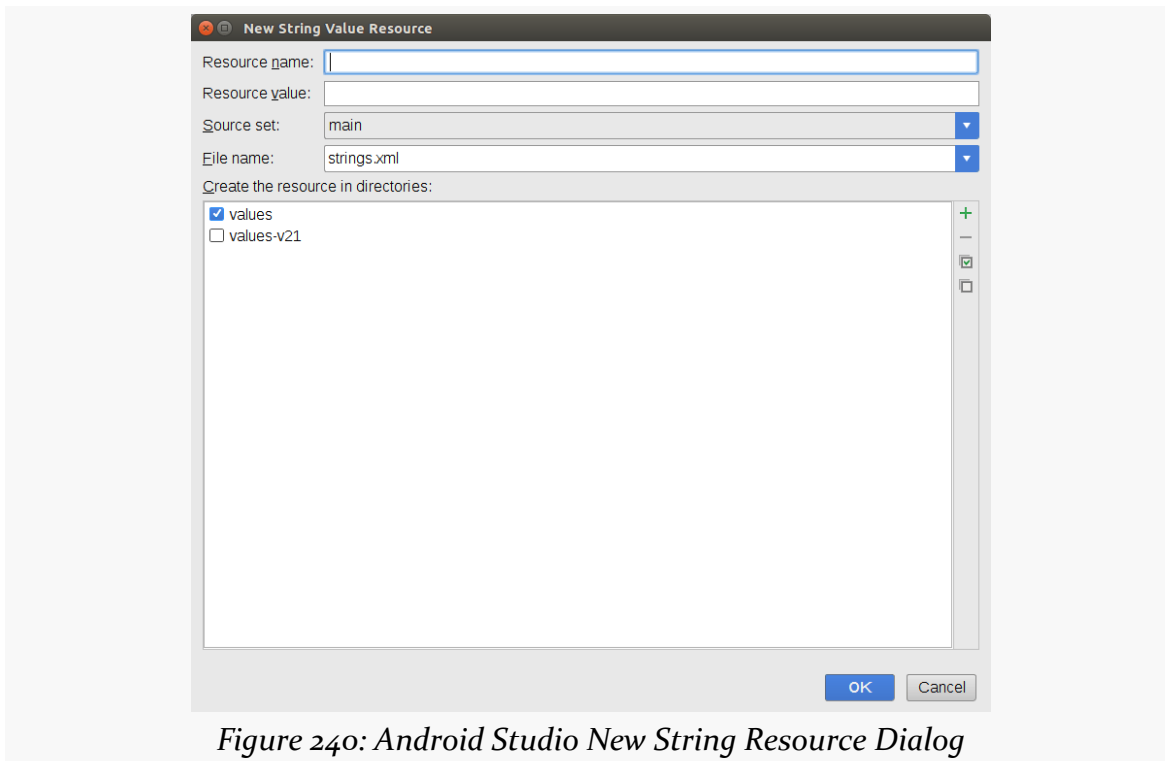 New String Value Resource
Resource name:
Resource value:
Source set: main
File name: strings.xml
Create the resource in directories:
values
values-v21
OK Cancel
Figure 240: Android Studio New String Resource Dialog